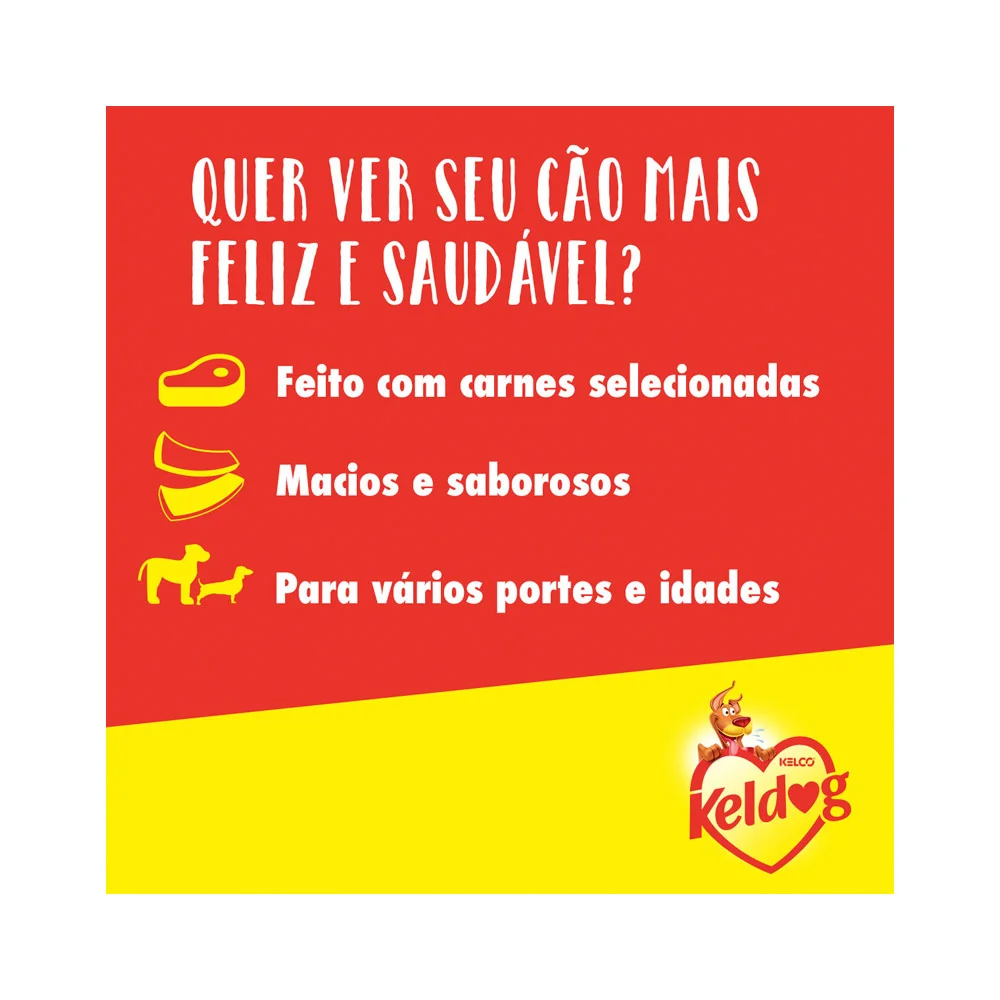 QUER VER SEU CÃO MAIS
FELIZ E SAUDÁVEL?
Feito com carnes selecionadas
Macios e saborosos
Para vários portes e idades
KELCO
Keldog